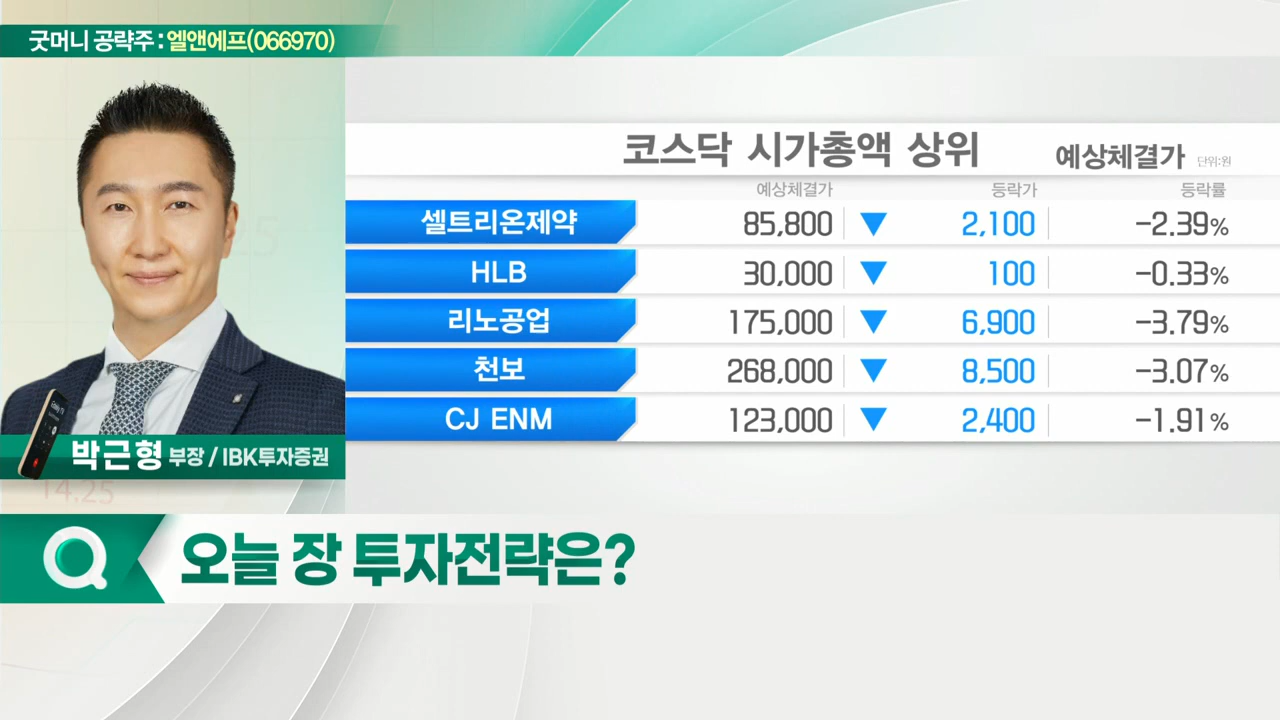 굿머니 공략주 : 엘앤에프(066970)
코스닥 시가총액 상위 예상체결가 단위:원
예상체결가 등락가 등락률
셀트리온제약 85,800 ▼ 2,100 -2.39%
HLB 30,000 ▼ 100 -0.33%
리노공업 175,000 ▼ 6,900 -3.79%
천보 268,000 ▼ 8,500 -3.07%
CJ ENM 123,000 ▼ 2,400 -1.91%
박근형 부장 / IBK투자증권
14.25
Q 오늘 장 투자전략은?